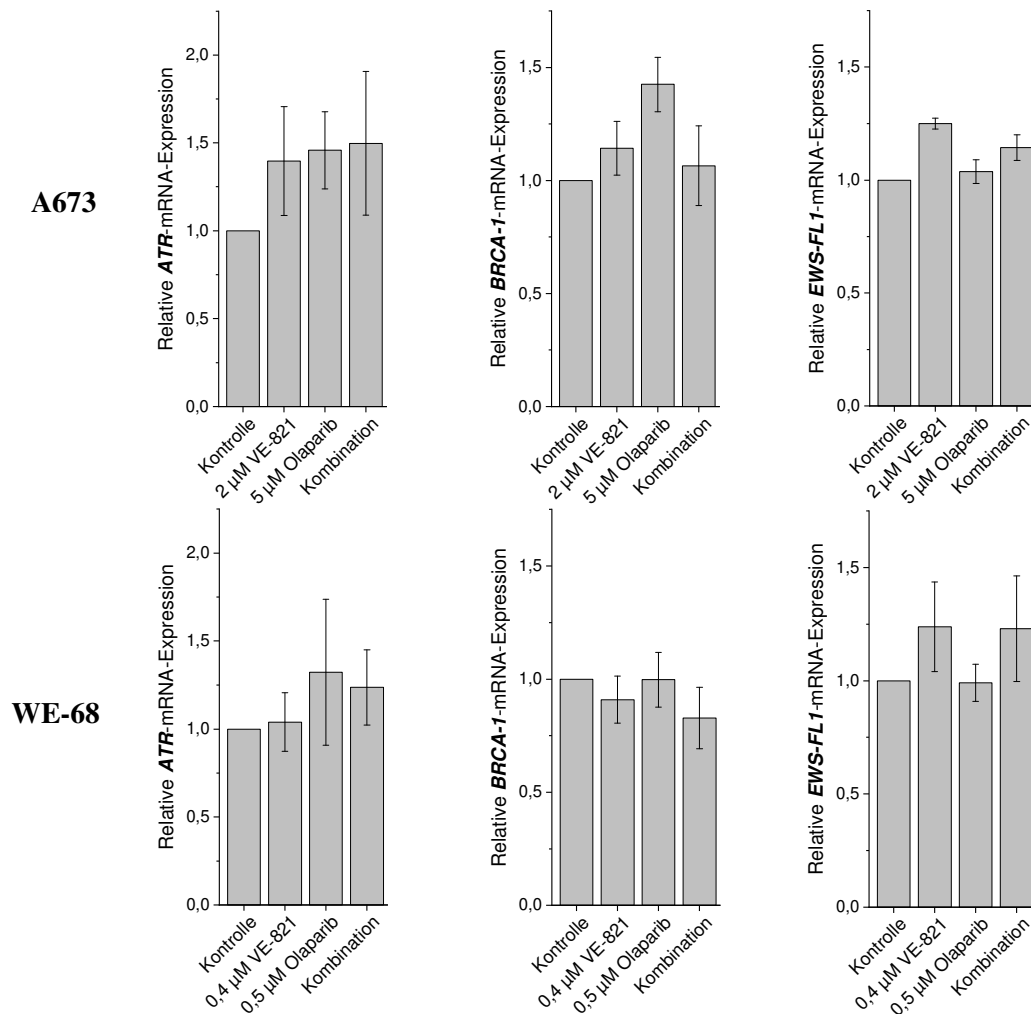 A673
Relative ATR-mRNA-Expression
2,0
1,5
1,0
0,5
0,0
Kontrolle
2 µM VE-821
5 µM Olaparib
Kombination
Relative BRCA-1-mRNA-Expression
1,5
1,0
0,5
0,0
Kontrolle
2 µM VE-821
5 µM Olaparib
Kombination
Relative EWS-FL1-mRNA-Expression
1,5
1,0
0,5
0,0
Kontrolle
2 µM VE-821
5 µM Olaparib
Kombination
WE-68
Relative ATR-mRNA-Expression
2,0
1,5
1,0
0,5
0,0
Kontrolle
0,4 µM VE-821
0,5 µM Olaparib
Kombination
Relative BRCA-1-mRNA-Expression
1,5
1,0
0,5
0,0
Kontrolle
0,4 µM VE-821
0,5 µM Olaparib
Kombination
Relative EWS-FL1-mRNA-Expression
1,5
1,0
0,5
0,0
Kontrolle
0,4 µM VE-821
0,5 µM Olaparib
Kombination